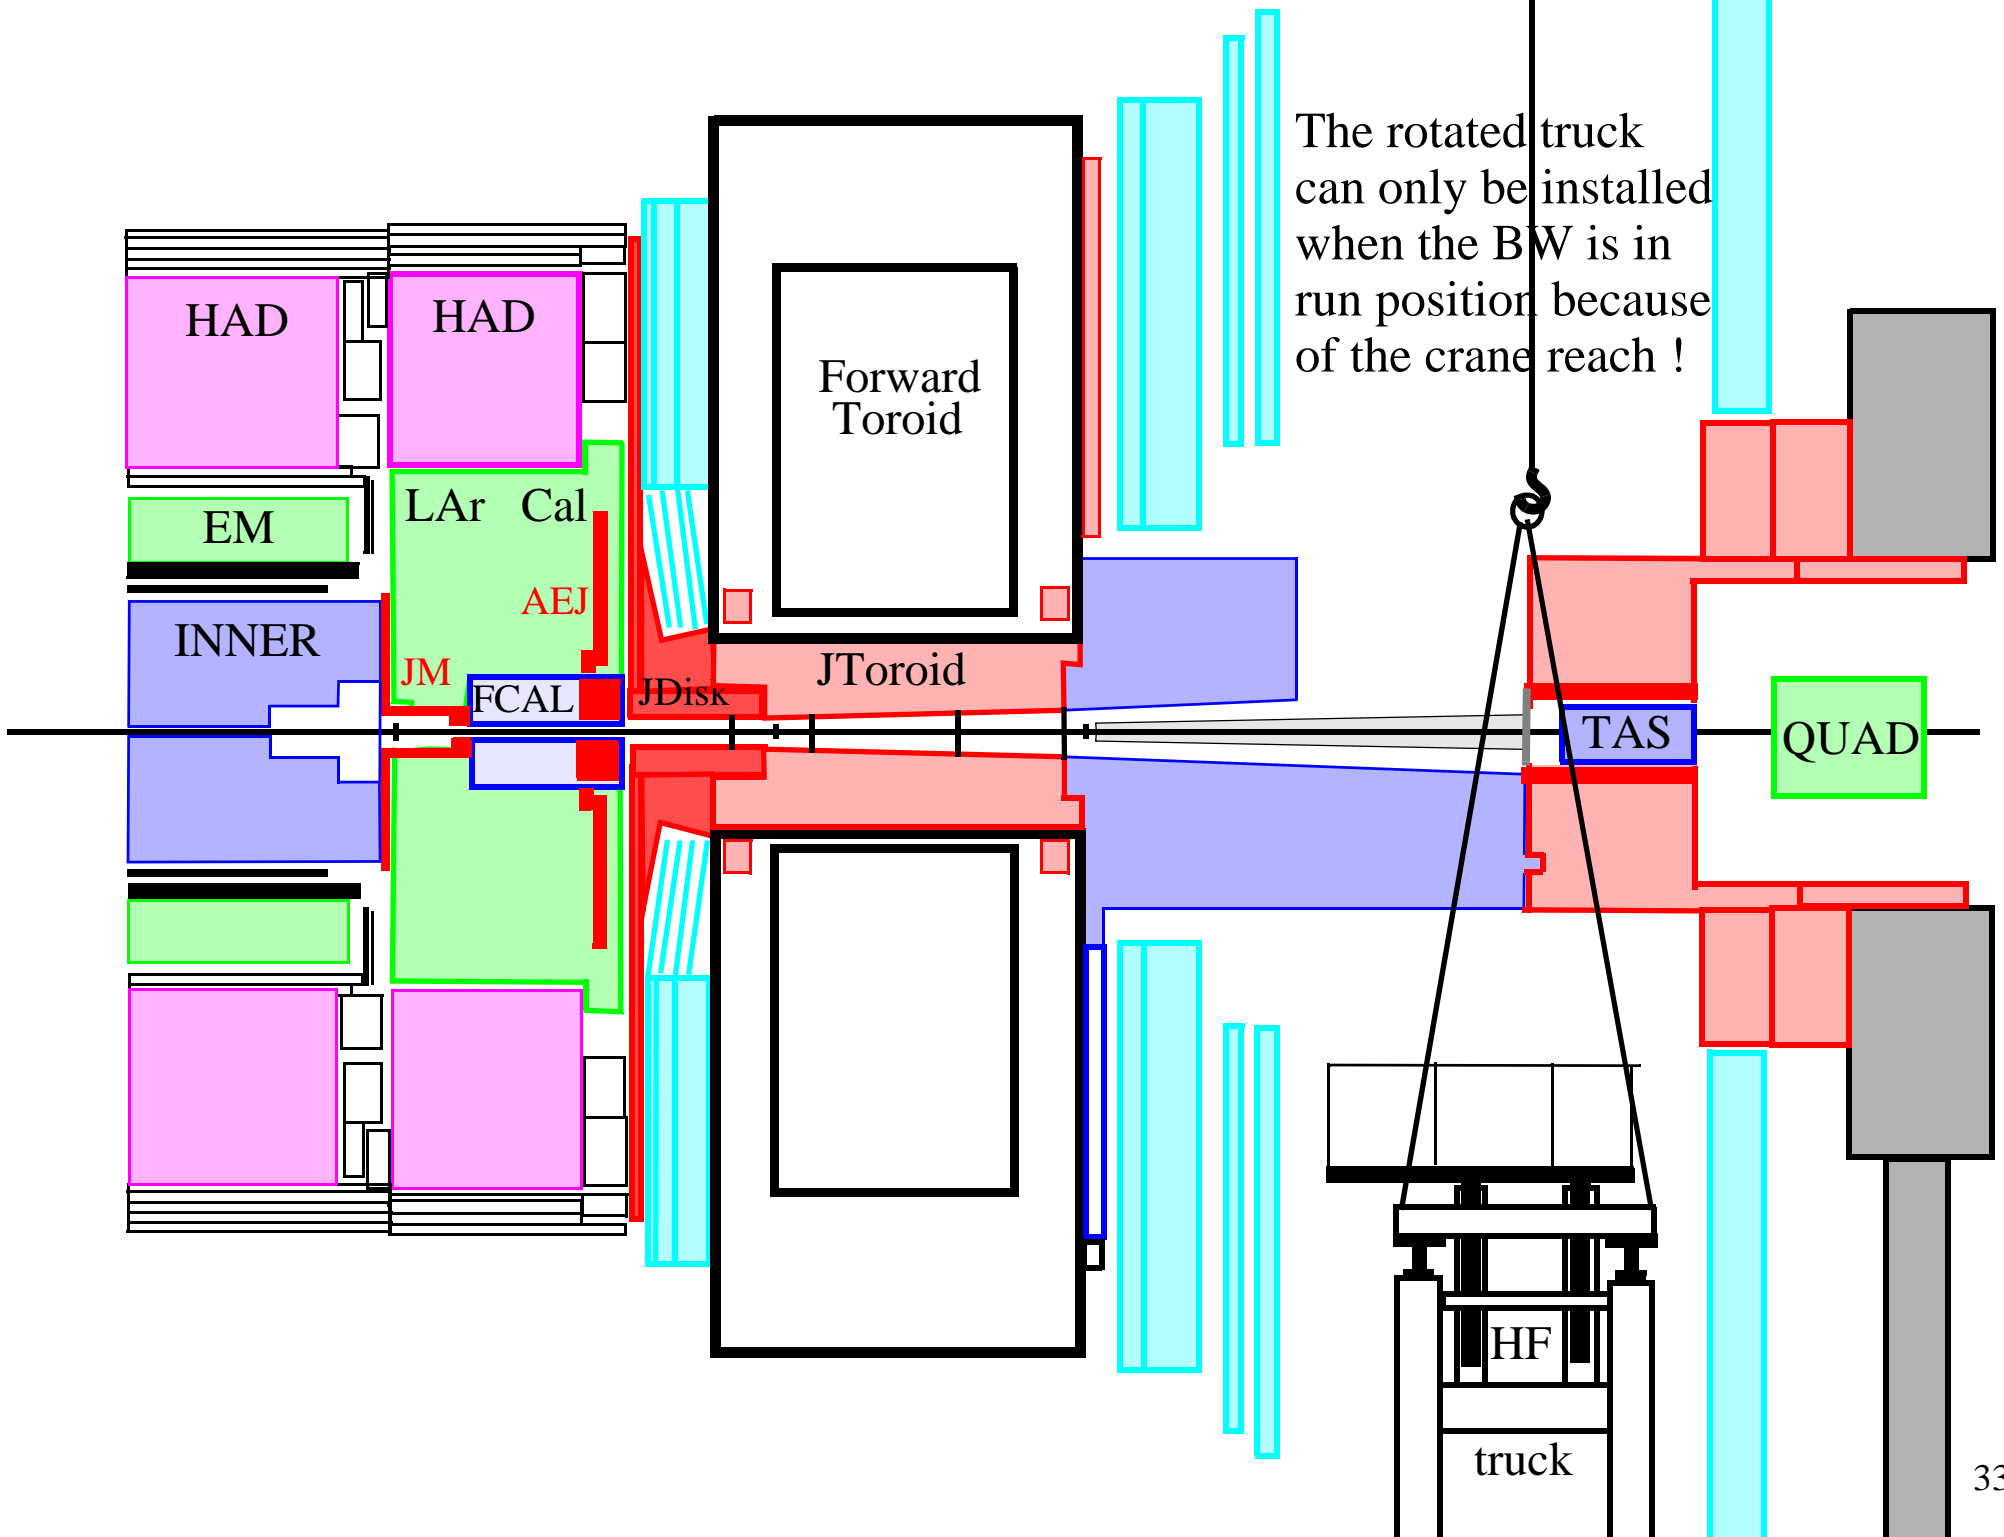 The rotated truck
can only be installed
when the BW is in
run position because
of the crane reach !
HAD
HAD
Forward
Toroid
LAr Cal
EM
AEJ
INNER
JM
JToroid
FCAL
JDisk
TAS
QUAD
HF
truck
33